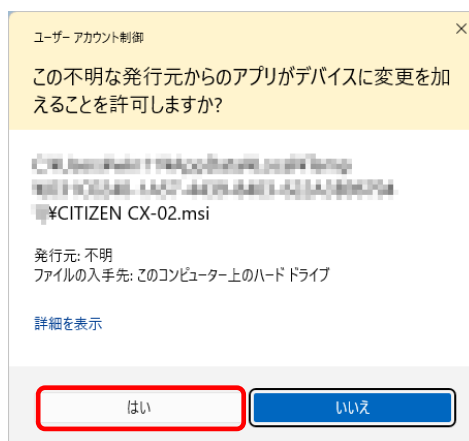 ユーザー アカウント制御
この不明な発行元からのアプリがデバイスに変更を加
えることを許可しますか?
¥CITIZEN CX-02.msi
発行元: 不明
ファイルの入手先: このコンピューター上のハード ドライブ
詳細を表示
はい
いいえ